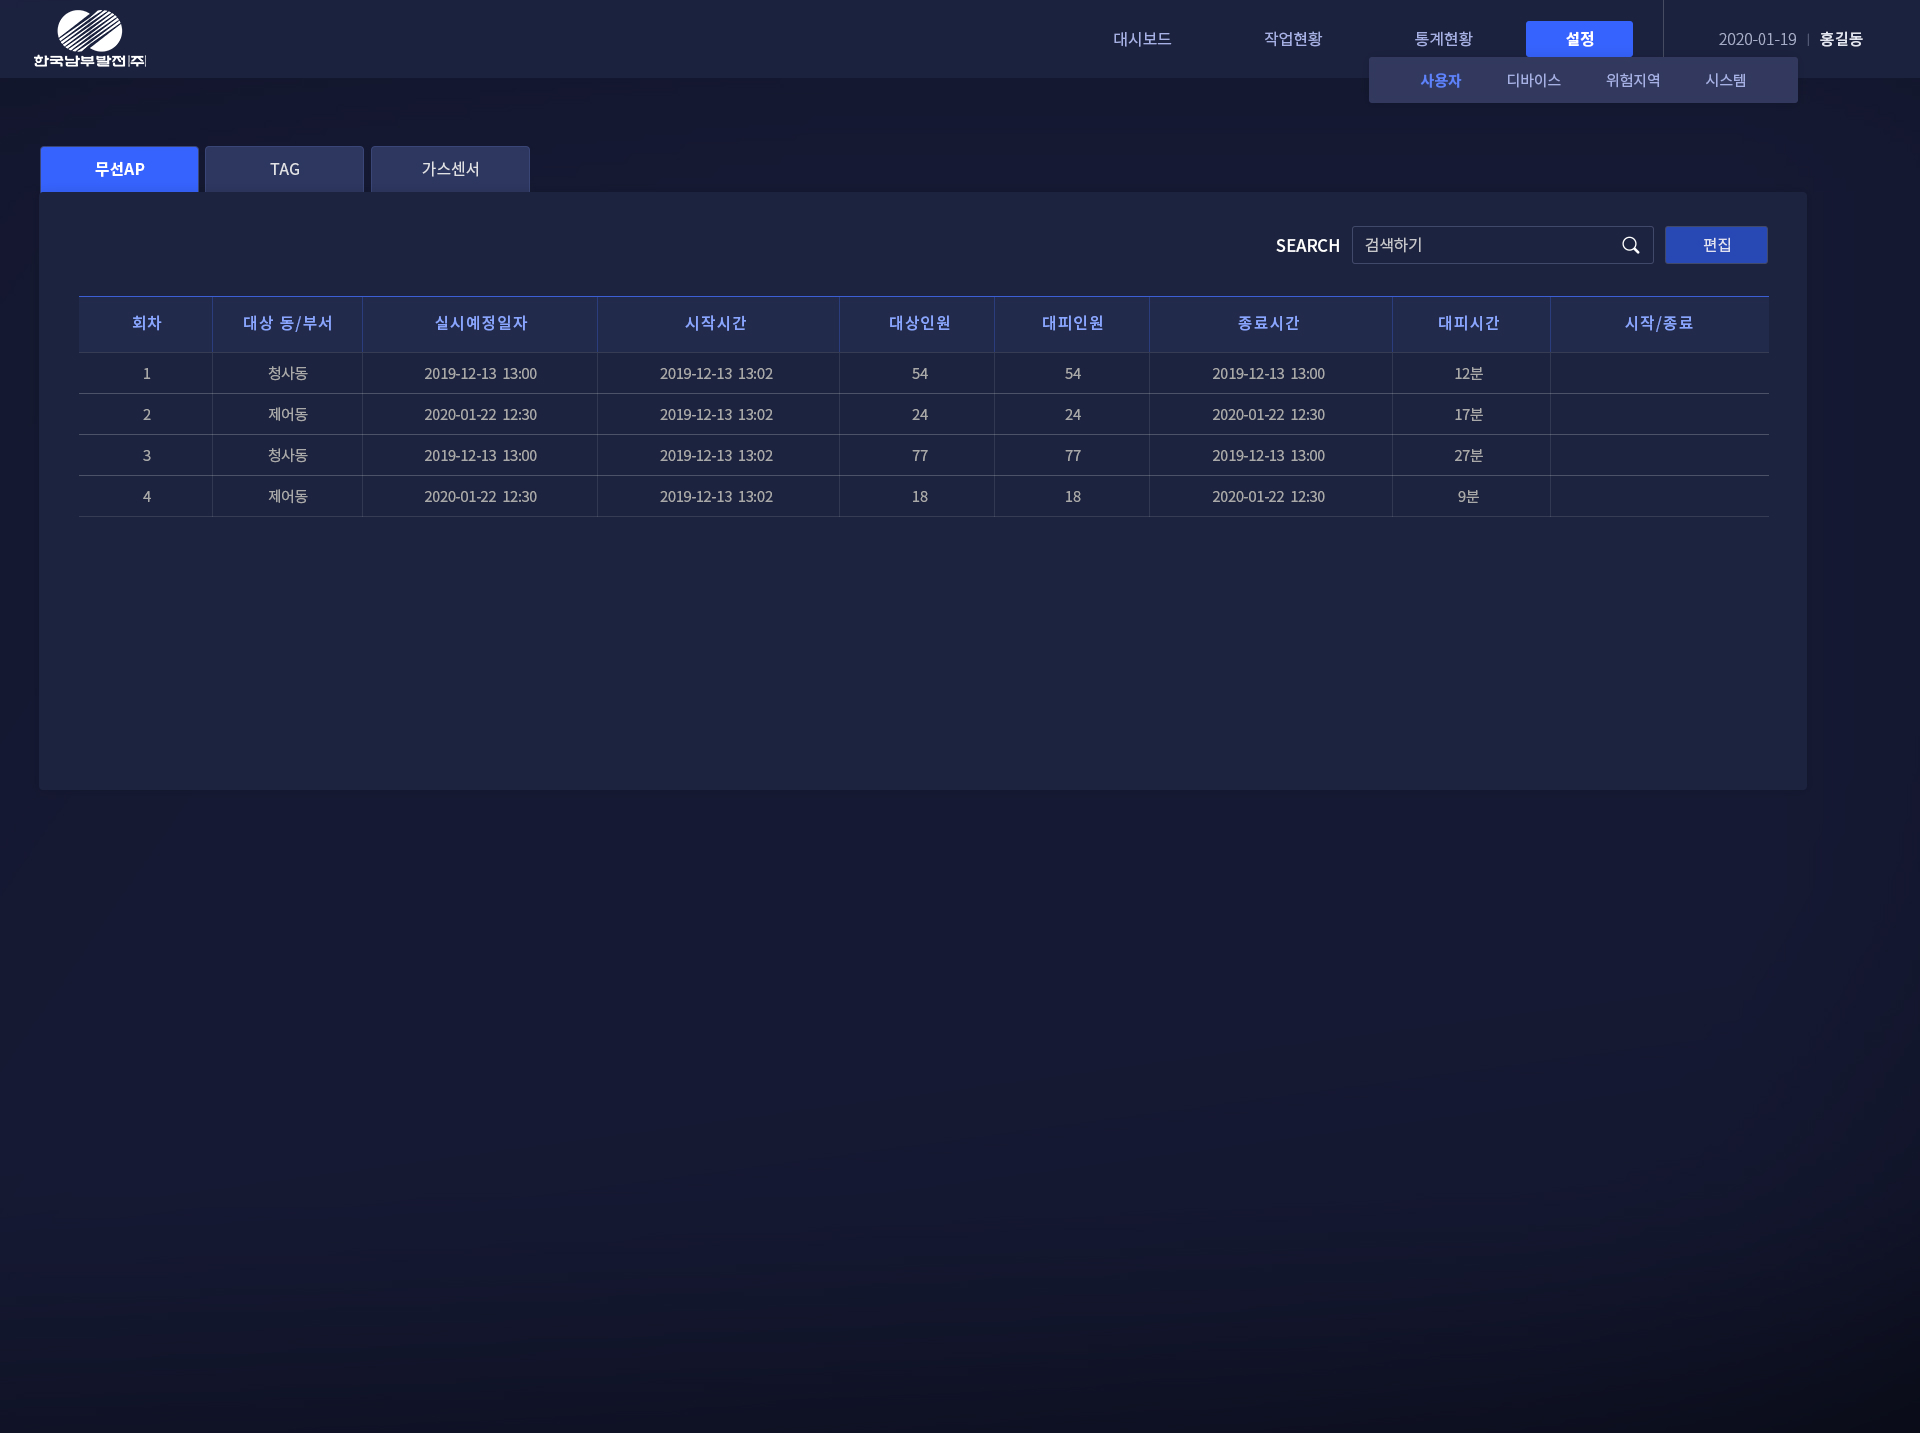 한국남부발전(주)
대시보드 작업현황 통계현황 설정 2020-01-19 | 홍길동
사용자 디바이스 위험지역 시스템
무선AP TAG 가스센서
SEARCH 검색하기 편집
회차 대상 동/부서 실시예정일자 시작시간 대상인원 대피인원 종료시간 대피시간 시작/종료
1 청사동 2019-12-13 13:00 2019-12-13 13:02 54 54 2019-12-13 13:00 12분
2 제어동 2020-01-22 12:30 2019-12-13 13:02 24 24 2020-01-22 12:30 17분
3 청사동 2019-12-13 13:00 2019-12-13 13:02 77 77 2019-12-13 13:00 27분
4 제어동 2020-01-22 12:30 2019-12-13 13:02 18 18 2020-01-22 12:30 9분